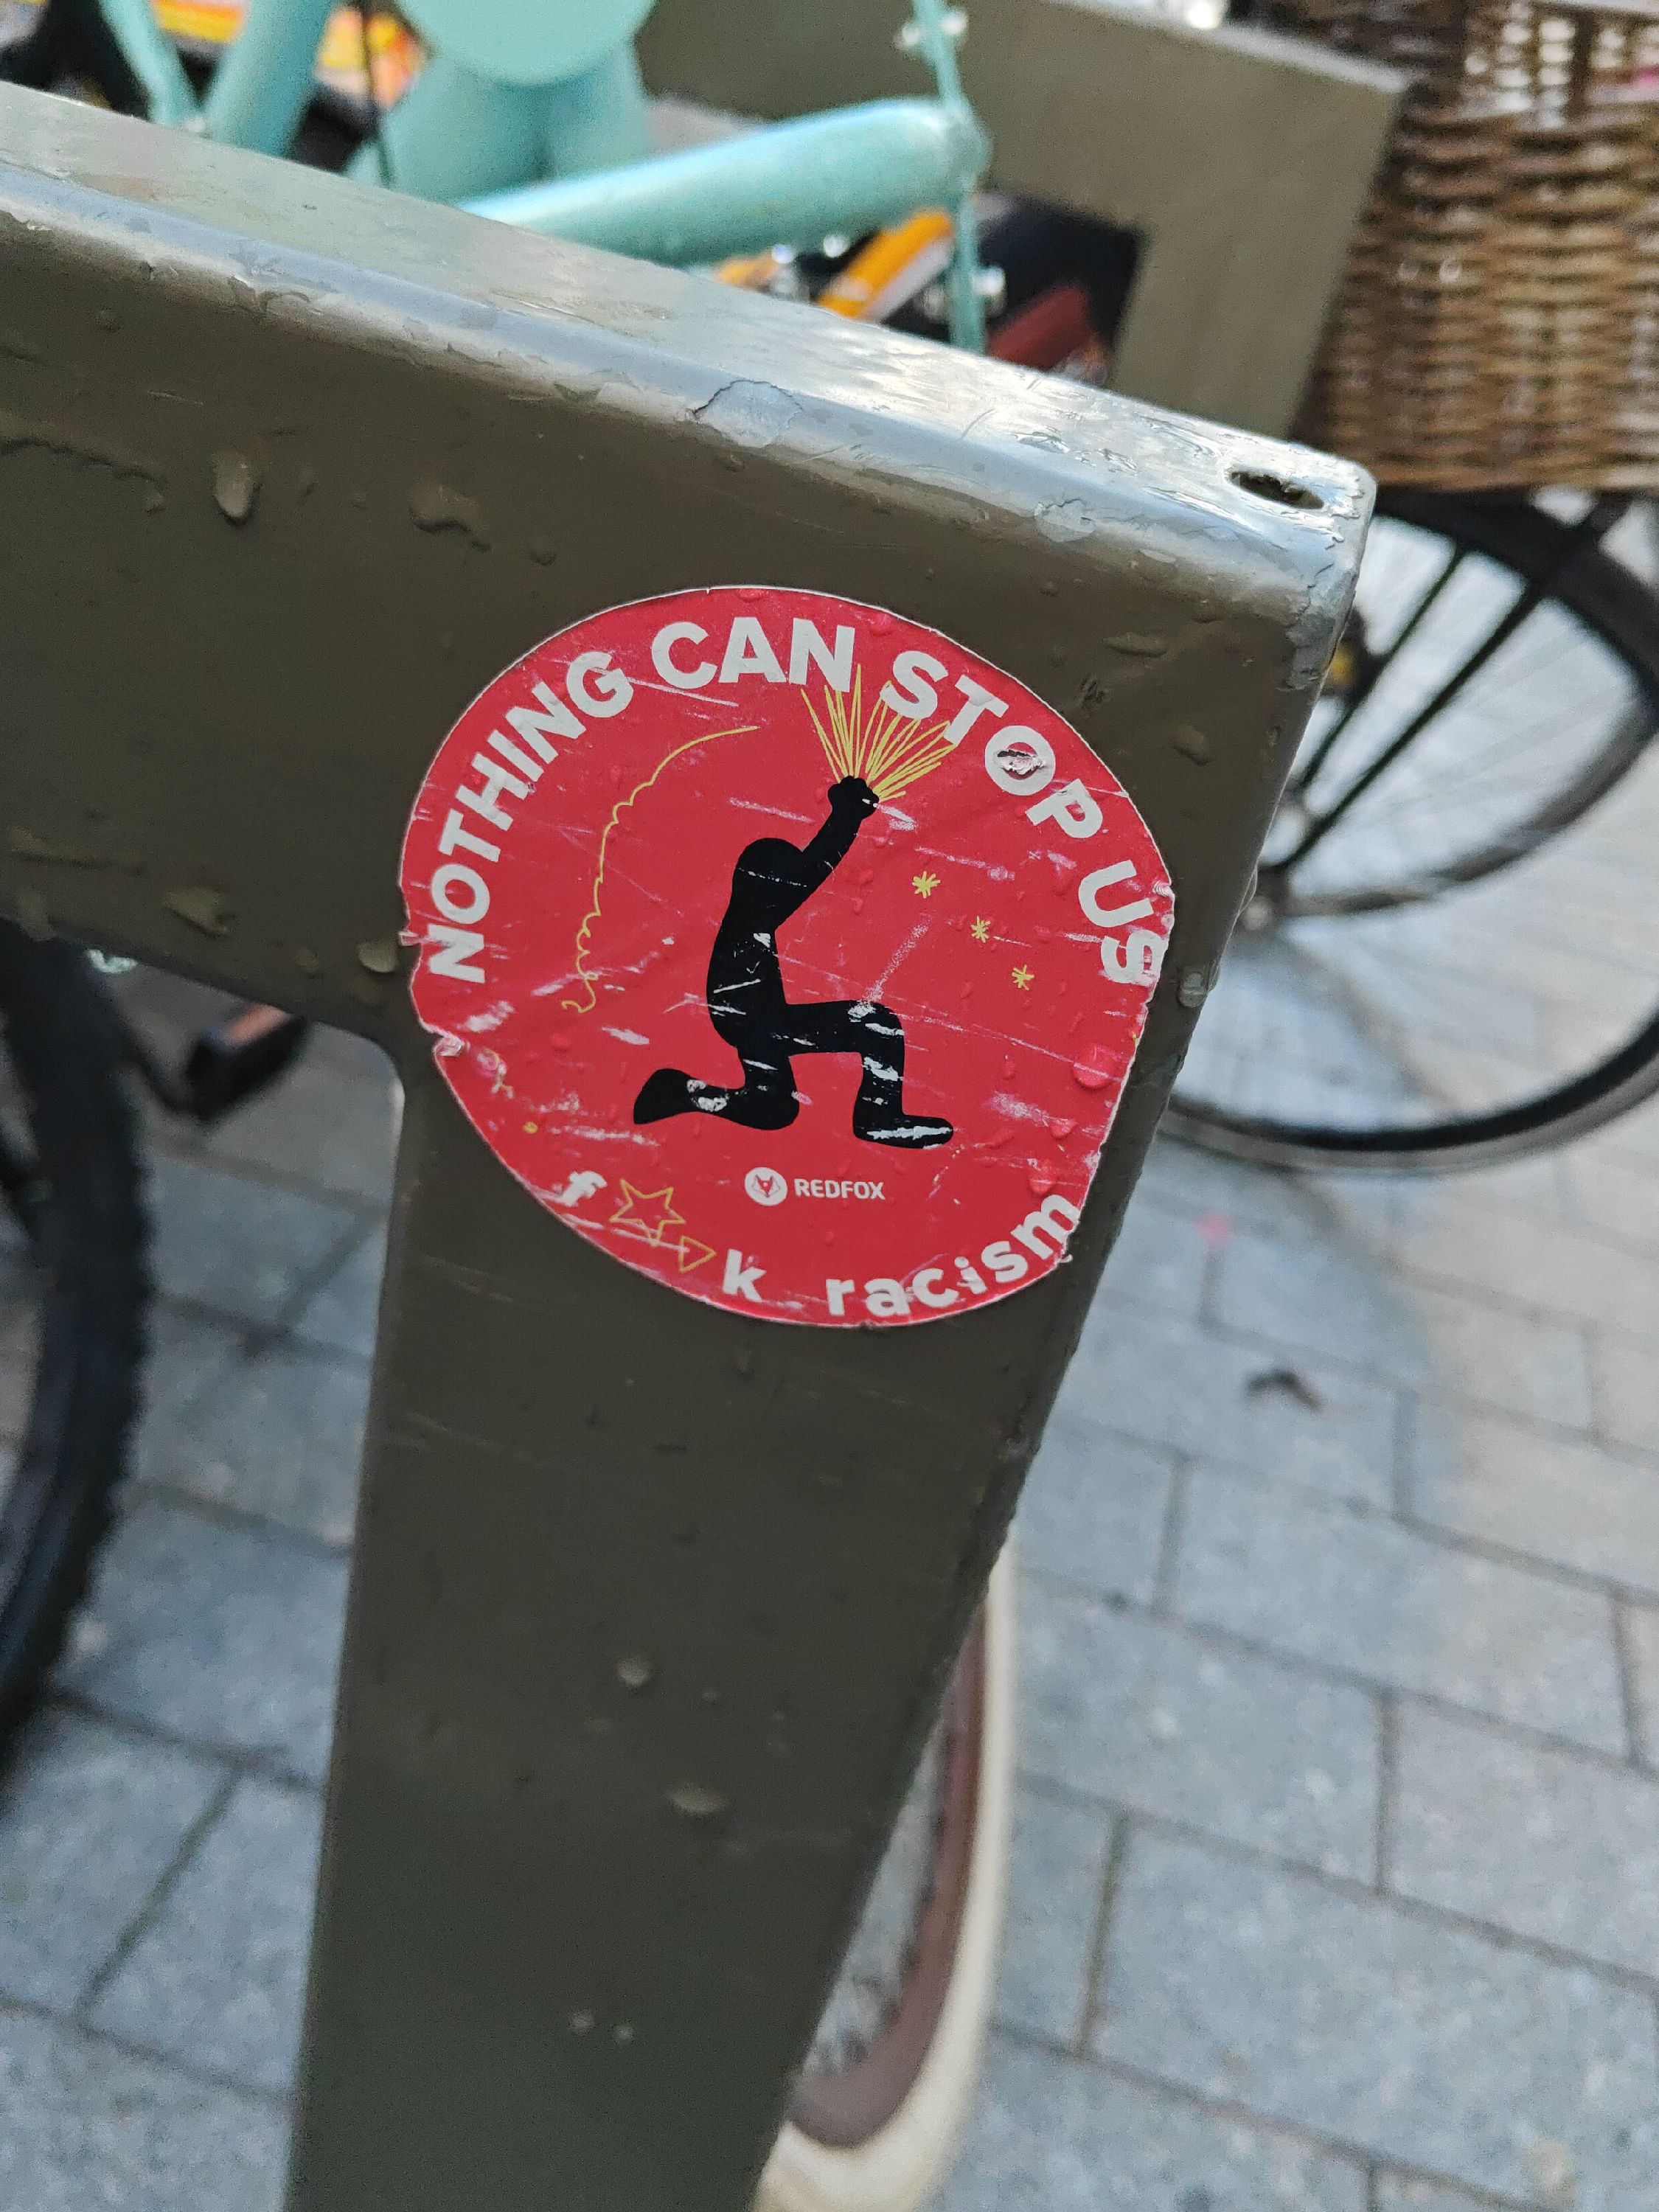 NOTHING CAN STOP US
REDFOX
f k racism